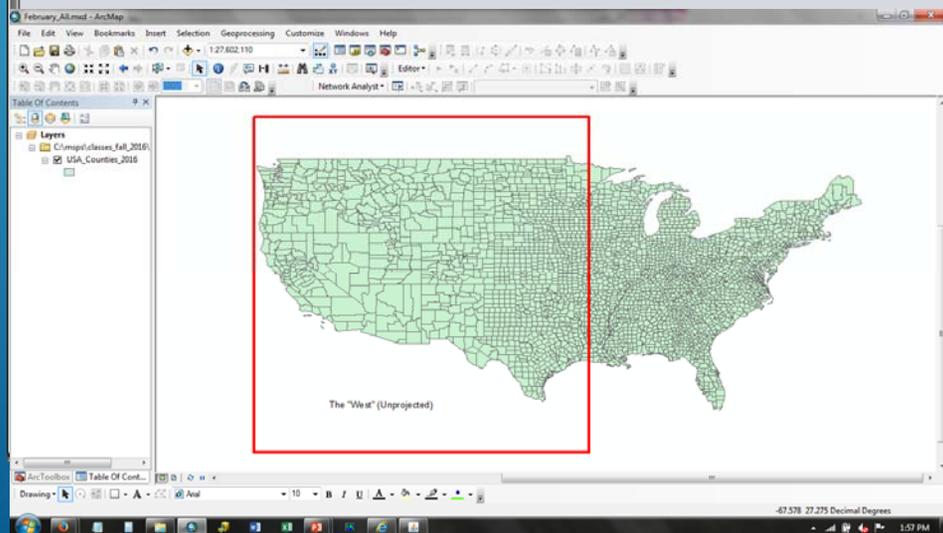 February_All.mxd - ArcMap
File Edit View Bookmarks Insert Selection Geoprocessing Customize Windows Help
1:27,602,110
Editor
Network Analyst
Table Of Contents
Layers
C:\msps\classes_fall_2016\
USA_Counties_2016
The "West" (Unprojected)
ArcToolbox Table Of Cont...
Drawing A Arial 10 B I U A
-67.578 27.275 Decimal Degrees
1:57 PM